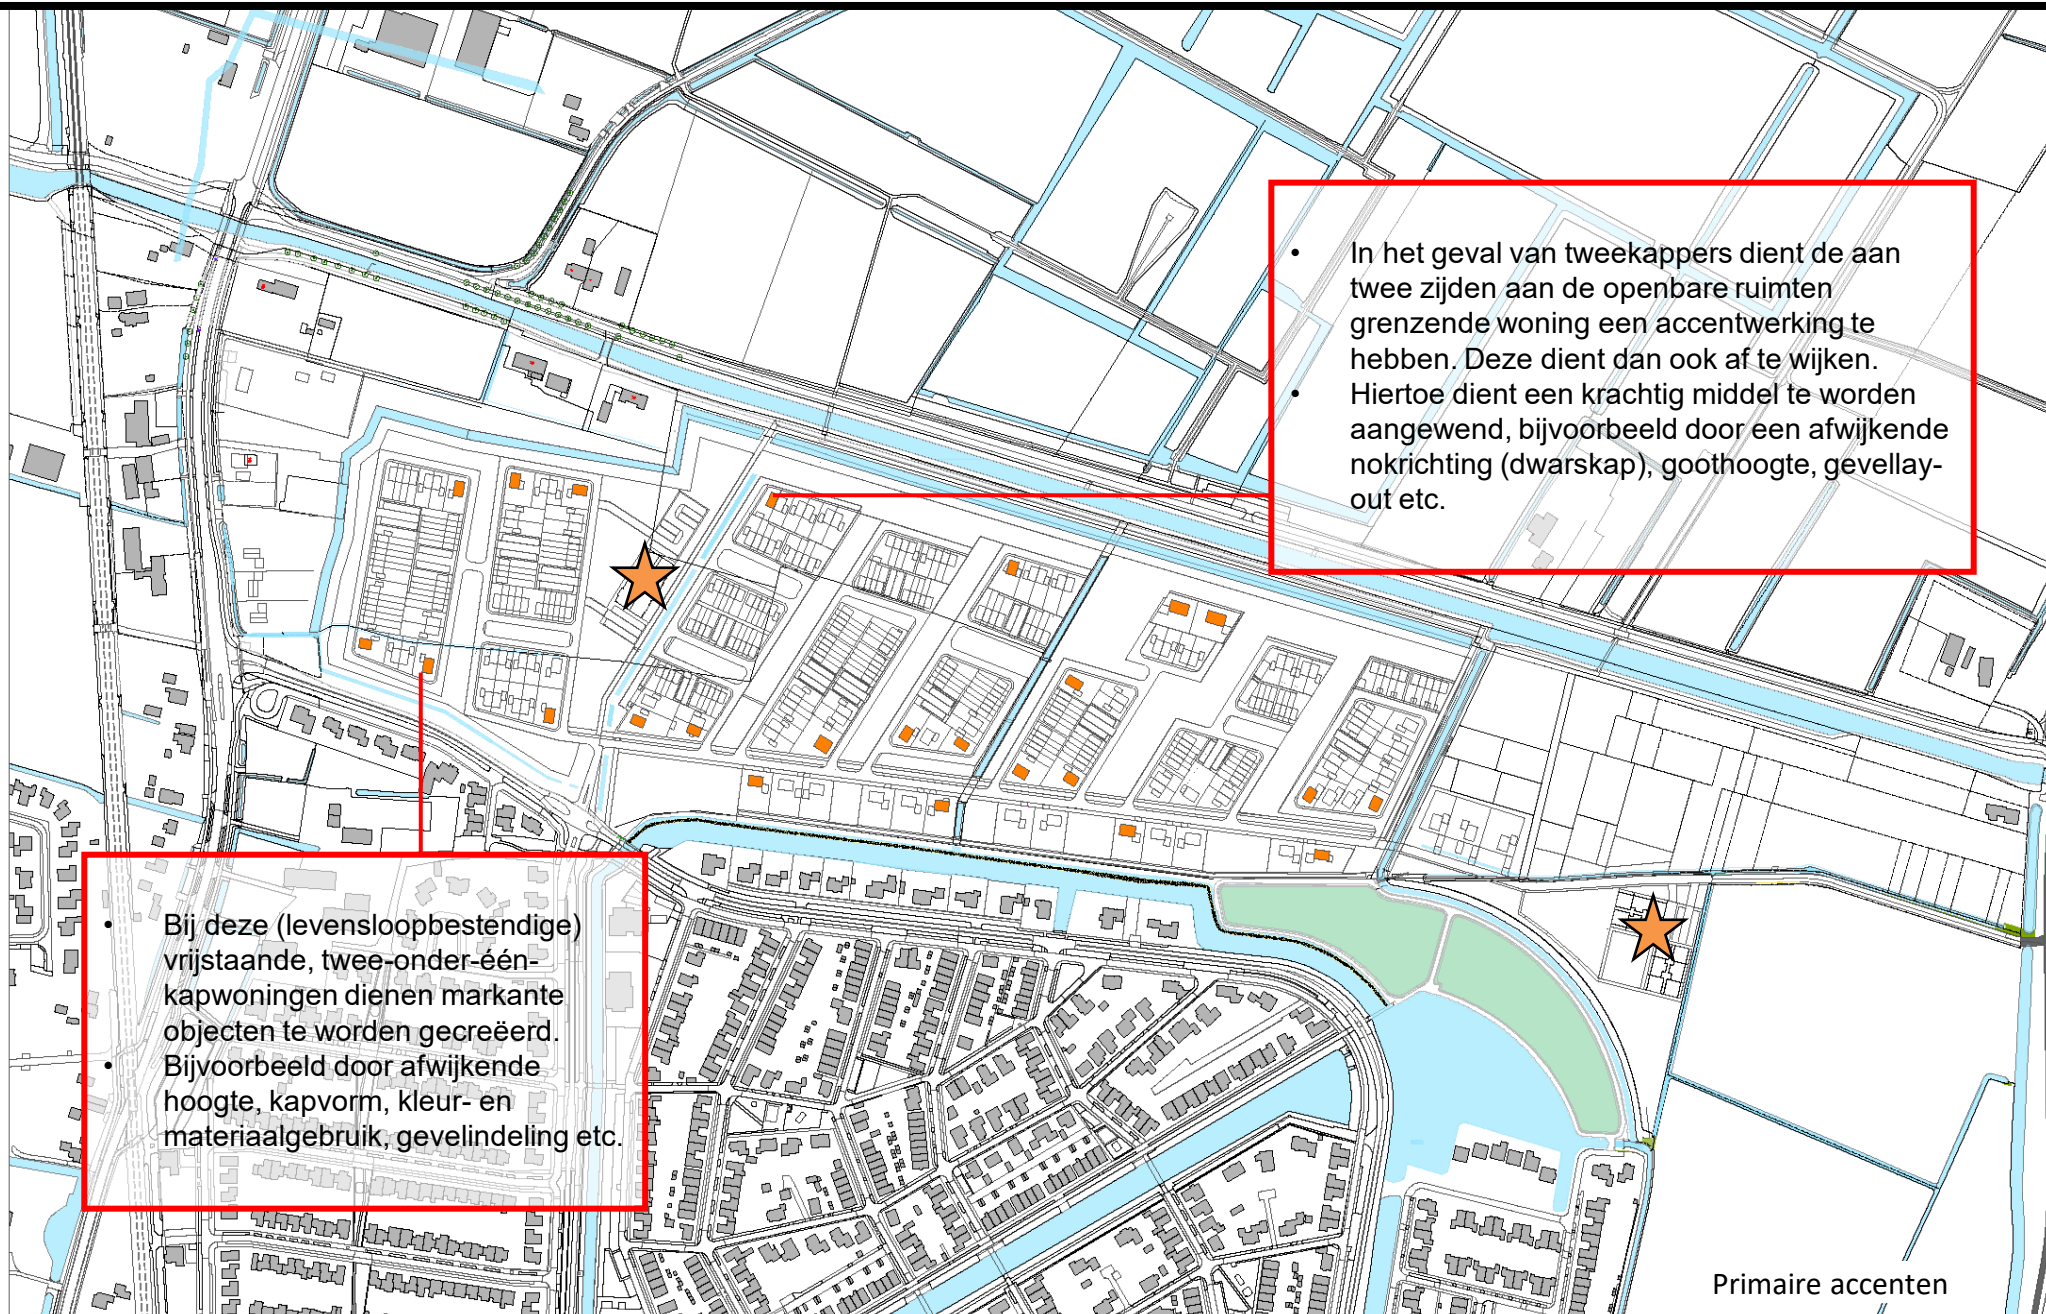 • In het geval van tweekappers dient de aan
twee zijden aan de openbare ruimten
grenzende woning een accentwerking te
hebben. Deze dient dan ook af te wijken.
• Hiertoe dient een krachtig middel te worden
aangewend, bijvoorbeeld door een afwijkende
nokrichting (dwarskap), goothoogte, gevellay-
out etc.
• Bij deze (levensloopbestendige)
vrijstaande, twee-onder-één-
kapwoningen dienen markante
objecten te worden gecreëerd.
• Bijvoorbeeld door afwijkende
hoogte, kapvorm, kleur- en
materiaalgebruik, gevelindeling etc.
Primaire accenten